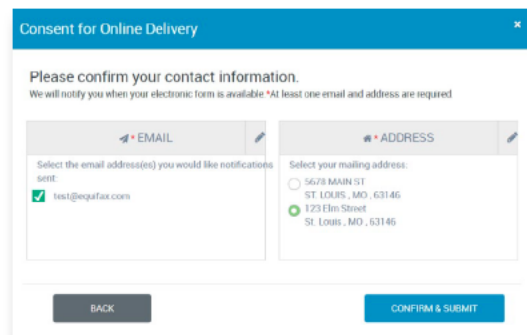 Consent for Online Delivery
Please confirm your contact information.
We will notify you when your electronic form is available *At least one email and address are required
* EMAIL
Select the email address(es) you would like notifications
sent:
test@equifax.com
* ADDRESS
Select your mailing address:
5678 MAIN ST
ST. LOUIS , MO , 63146
123 Elm Street
St. Louis , MO , 63146
BACK
CONFIRM & SUBMIT